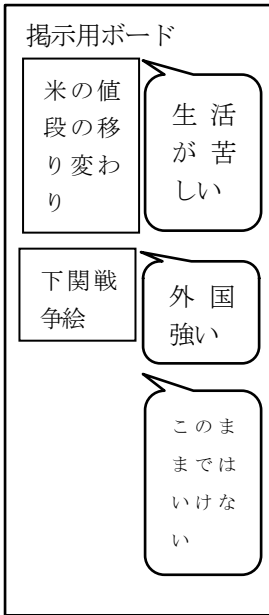 掲示用ボード
米の値
段の移
り変わ
り
生活
が苦
しい
下関戦
争絵
外国
強い
このま
までは
いけな
い